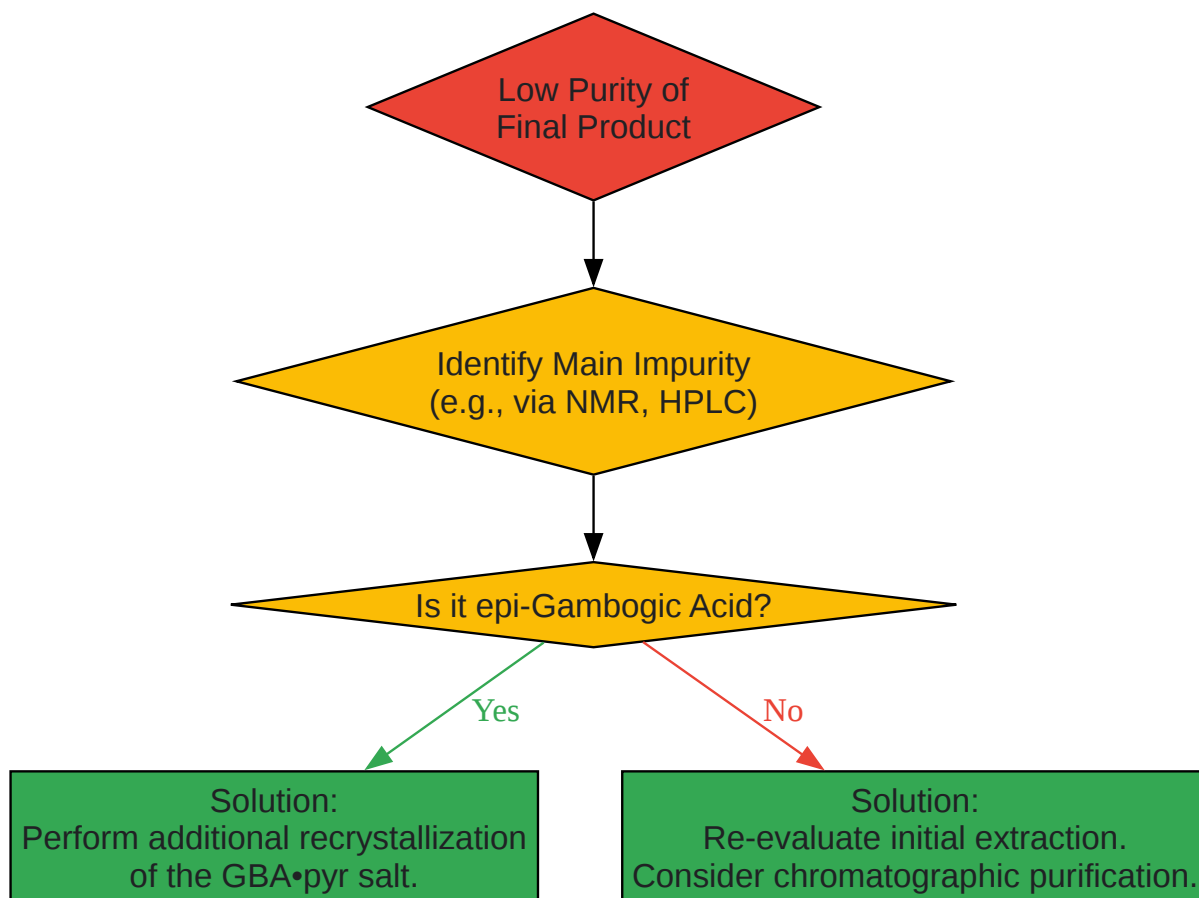 Low Purity of
Final Product
Identify Main Impurity
(e.g., via NMR, HPLC)
Is it epi-Gambogic Acid?
Yes
No
Solution:
Perform additional recrystallization
of the GBA•pyr salt.
Solution:
Re-evaluate initial extraction.
Consider chromatographic purification.